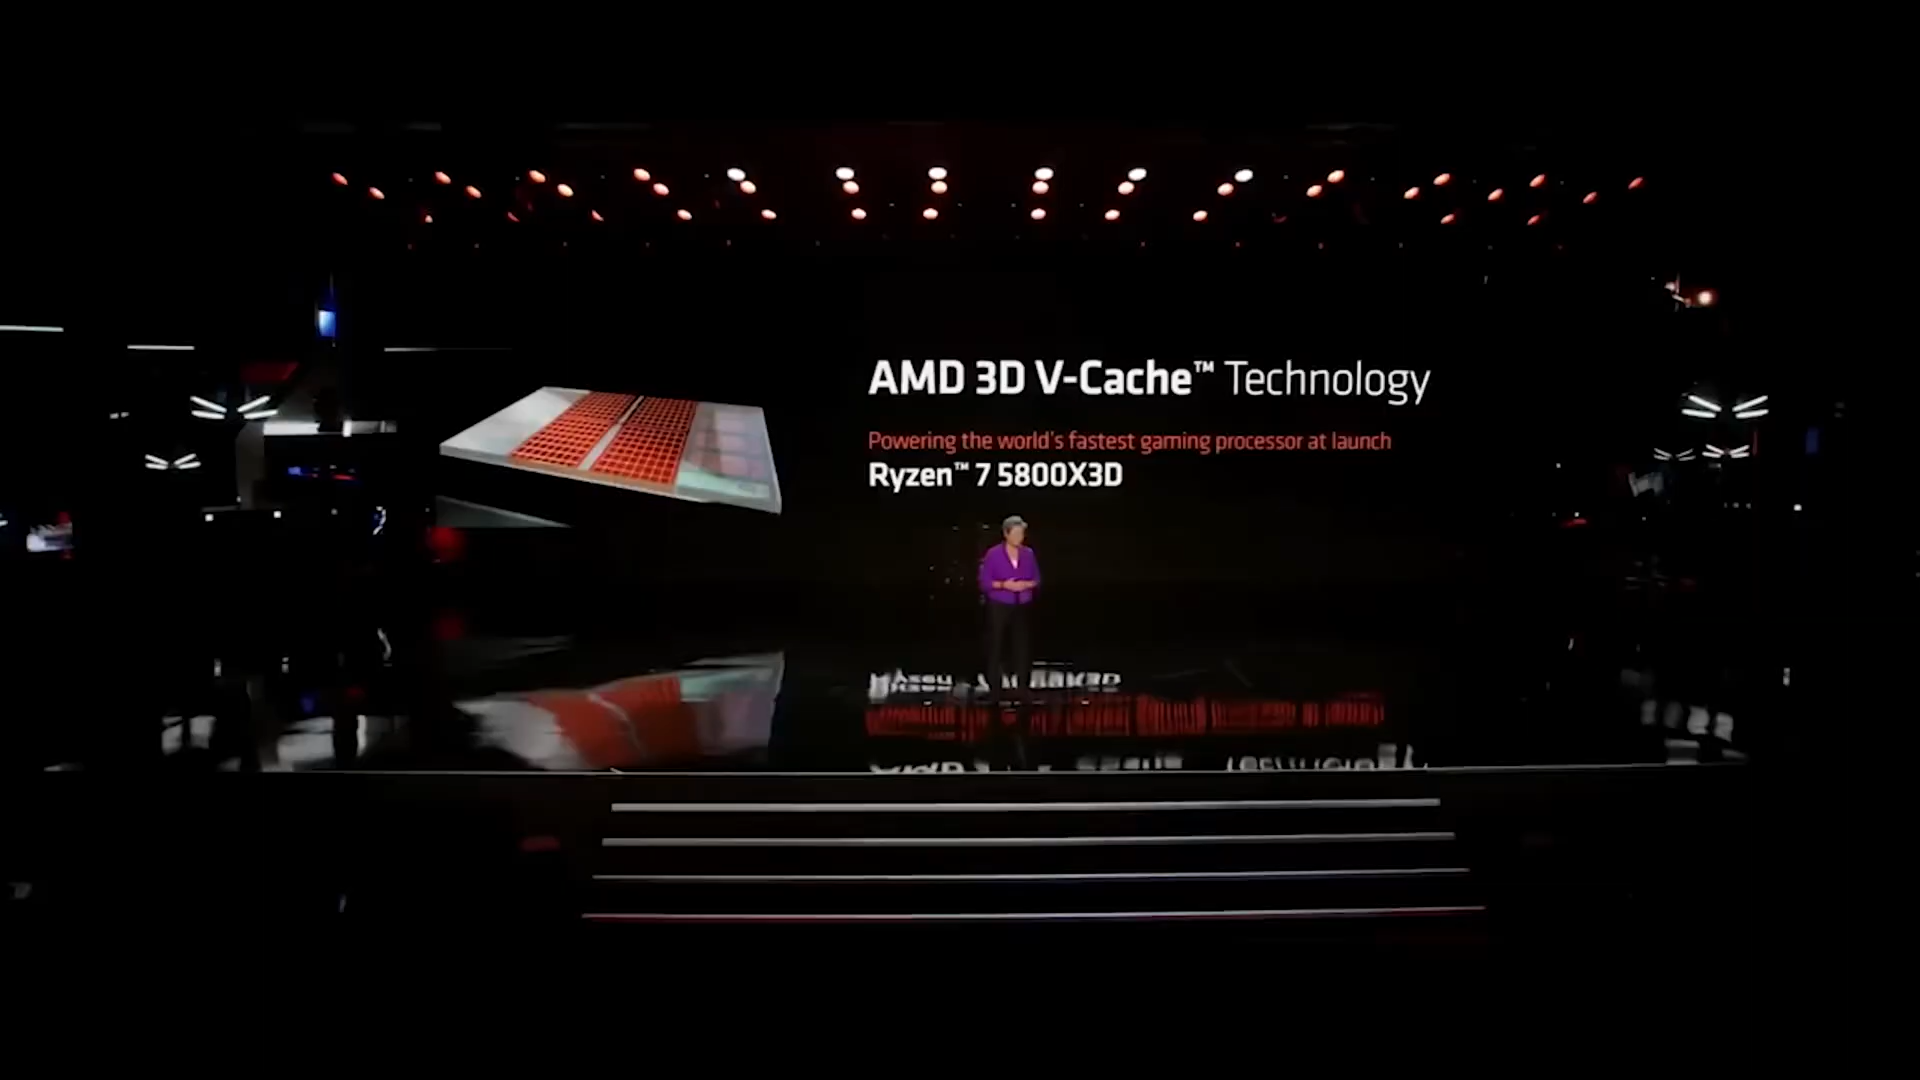 AMD 3D V-Cache™ Technology
Powering the world's fastest gaming processor at launch
Ryzen™ 7 5800X3D